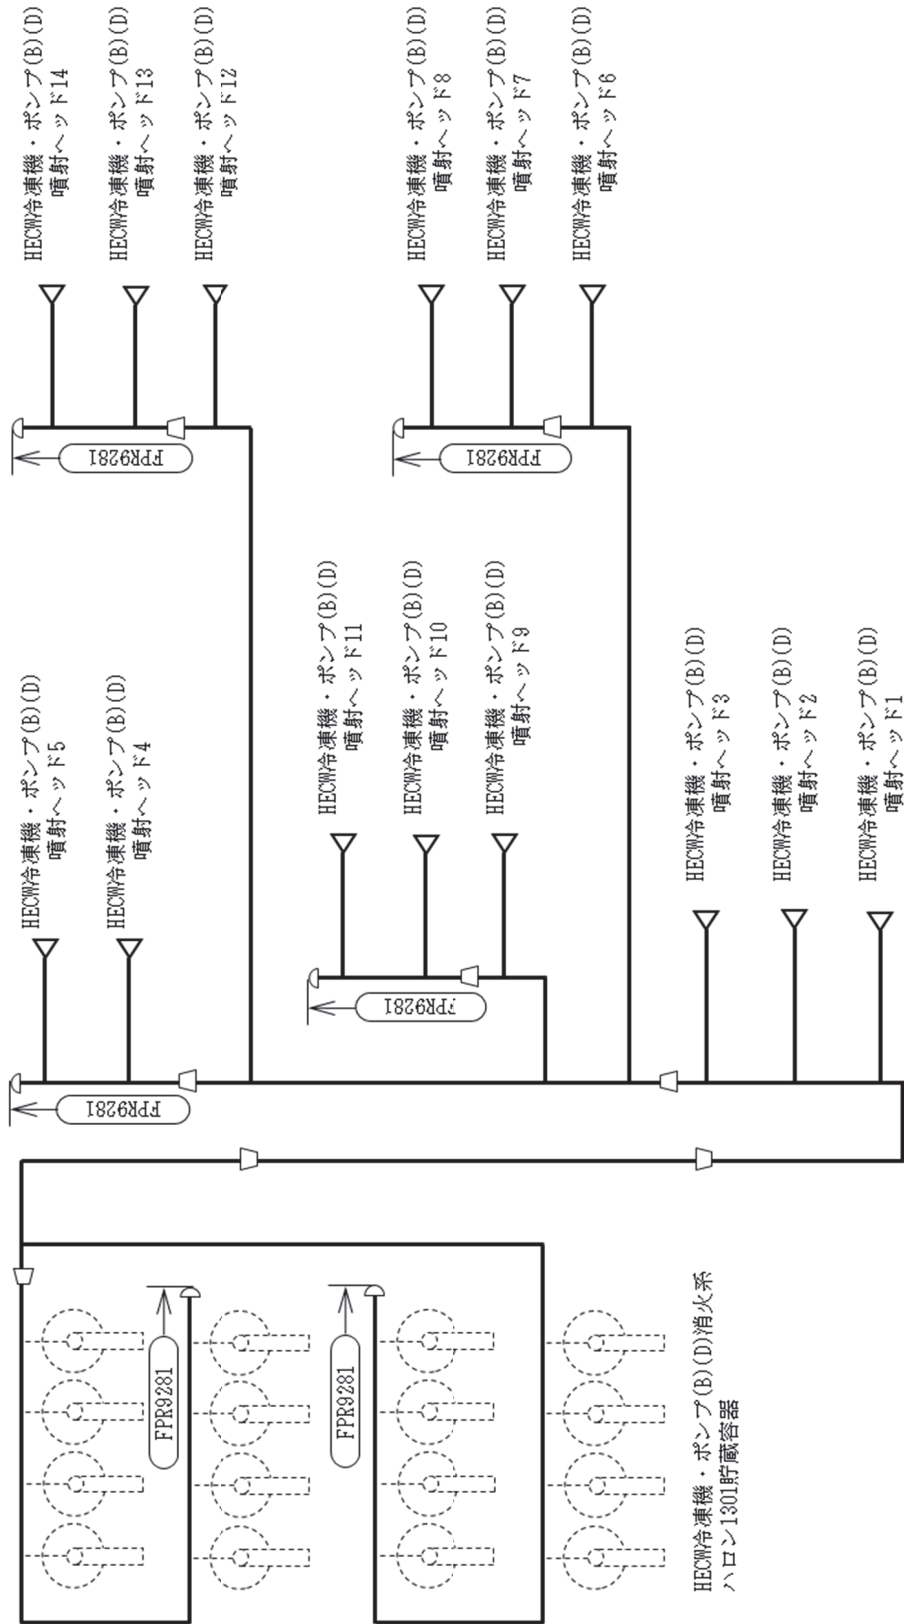 HECW冷凍機・ポンプ(B)(D)
噴射ヘッド14
HECW冷凍機・ポンプ(B)(D)
噴射ヘッド13
HECW冷凍機・ポンプ(B)(D)
噴射ヘッド12
FPR9281
HECW冷凍機・ポンプ(B)(D)
噴射ヘッド8
HECW冷凍機・ポンプ(B)(D)
噴射ヘッド7
HECW冷凍機・ポンプ(B)(D)
噴射ヘッド6
FPR9281
HECW冷凍機・ポンプ(B)(D)
噴射ヘッド11
HECW冷凍機・ポンプ(B)(D)
噴射ヘッド10
HECW冷凍機・ポンプ(B)(D)
噴射ヘッド9
FPR9281
HECW冷凍機・ポンプ(B)(D)
噴射ヘッド5
HECW冷凍機・ポンプ(B)(D)
噴射ヘッド4
FPR9281
HECW冷凍機・ポンプ(B)(D)
噴射ヘッド3
HECW冷凍機・ポンプ(B)(D)
噴射ヘッド2
HECW冷凍機・ポンプ(B)(D)
噴射ヘッド1
FPR9281
FPR9281
HECW冷凍機・ポンプ(B)(D)消火系
ハロン1301貯蔵容器